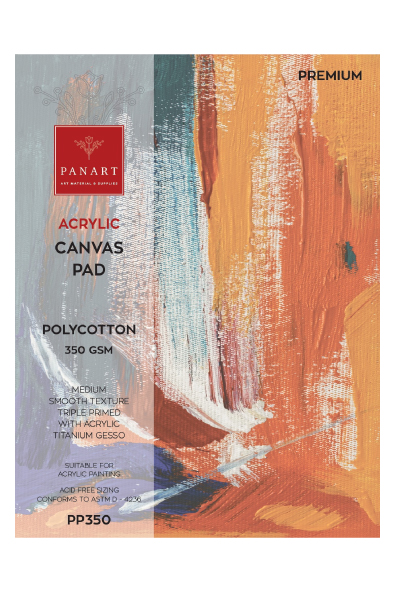 PREMIUM
PANART
ART MATERIAL & SUPPLIES
ACRYLIC
CANVAS
PAD
POLYCOTTON
350 GSM
MEDIUM
SMOOTH TEXTURE
TRIPLE PRIMED
WITH ACRYLIC
TITANIUM GESSO
SUITABLE FOR
ACRYLIC PAINTING
ACID FREE SIZING
CONFORMS TO ASTM D - 4236
PP350